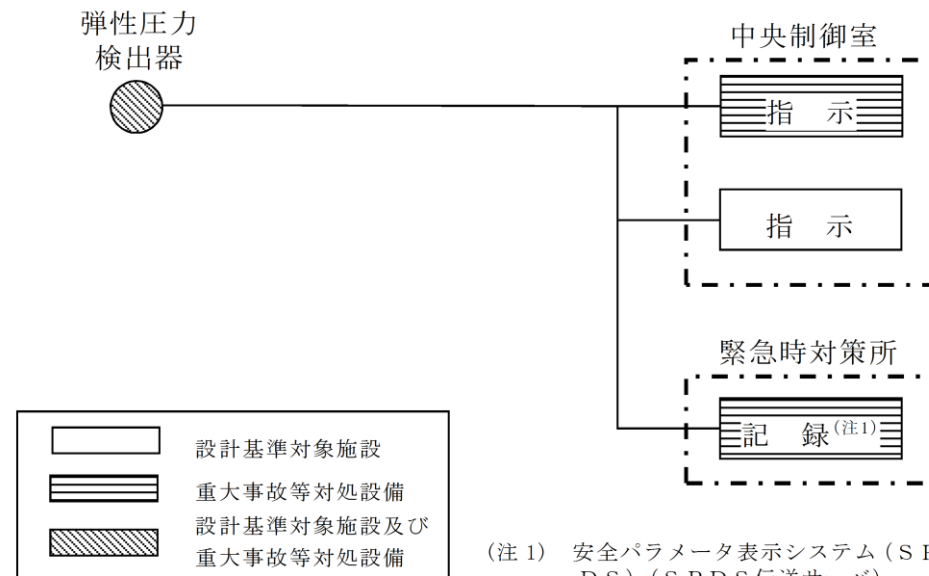 弾性圧力
検出器
中央制御室
指 示
指 示
緊急時対策所
記 録(注1)
設計基準対象施設
重大事故等対処設備
設計基準対象施設及び
重大事故等対処設備
(注 1) 安全パラメータ表示システム(SP
DS)(SPDS伝送サーバ)